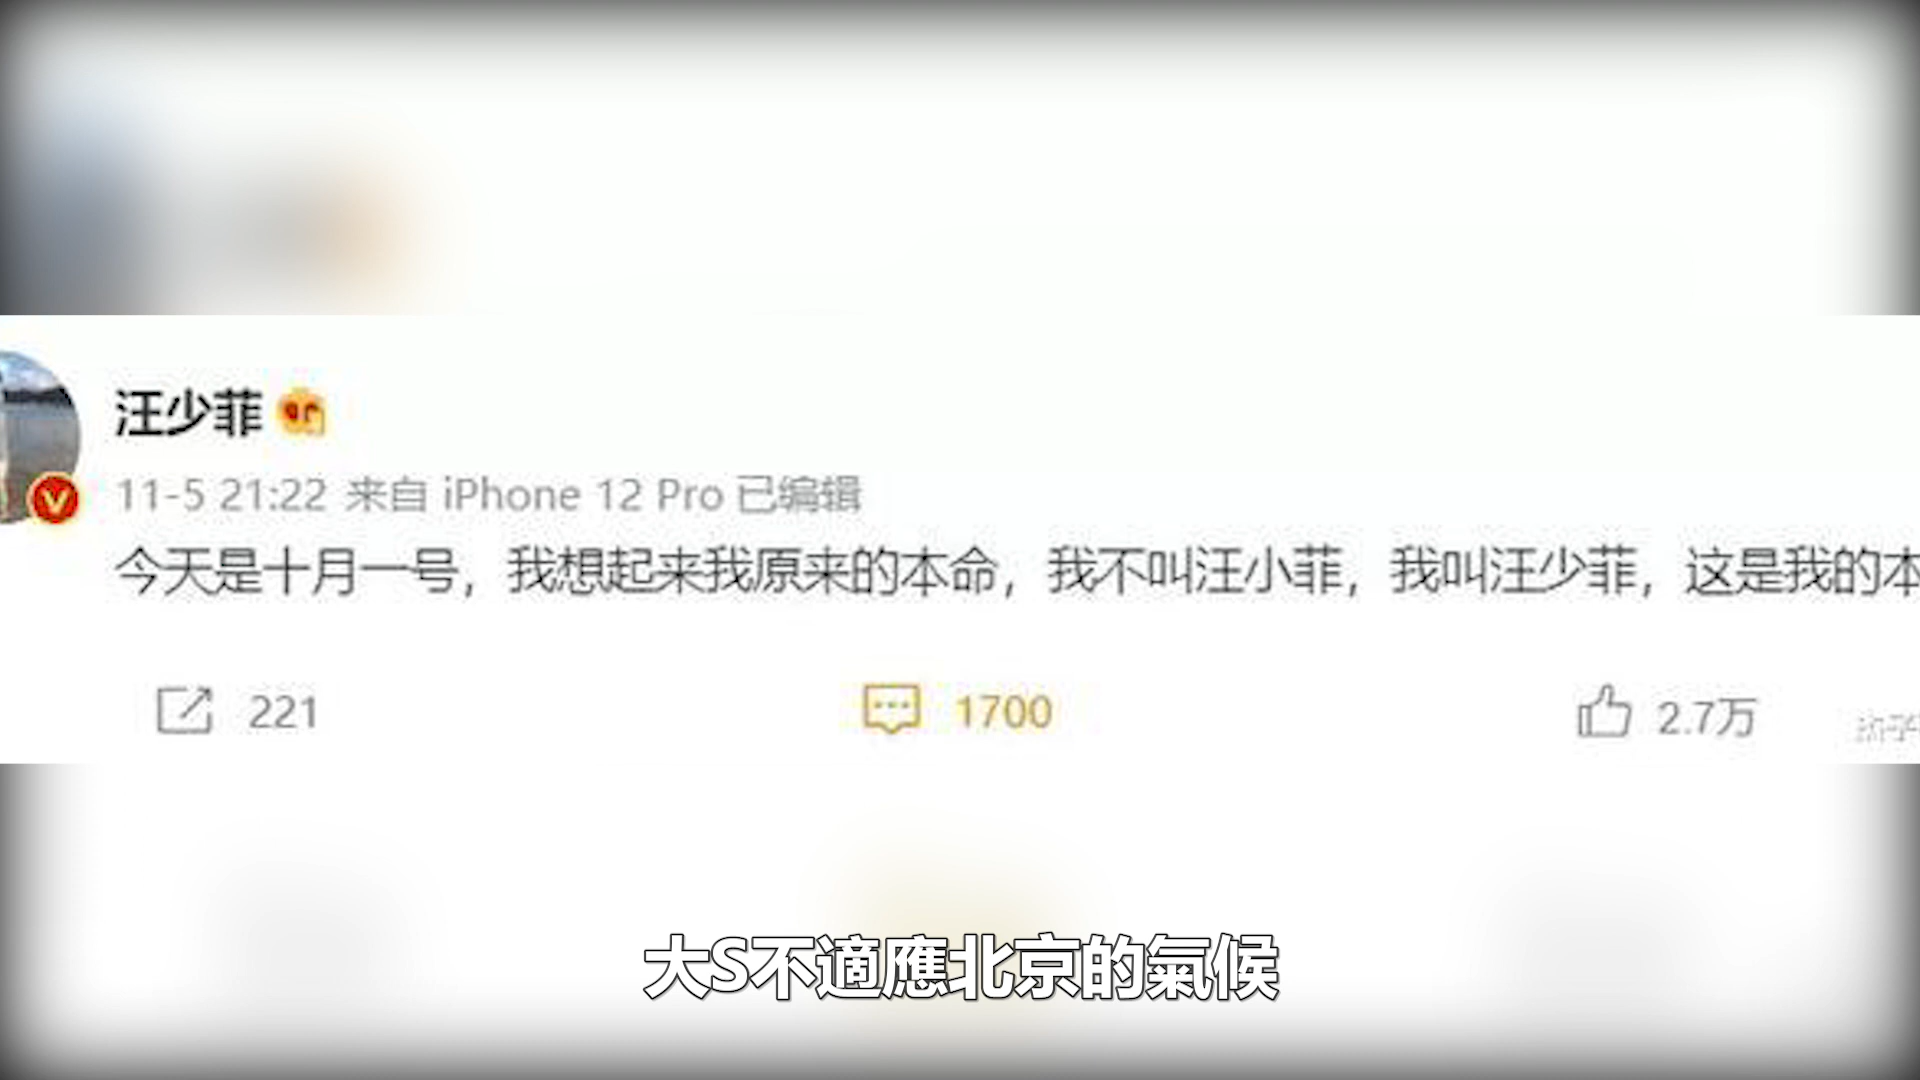 汪少菲
11-5 21:22 来自 iPhone 12 Pro 已编辑
今天是十月一号，我想起来我原来的本命，我不叫汪小菲，我叫汪少菲，这是我的本
221
1700
2.7万
大S不適應北京的氣候